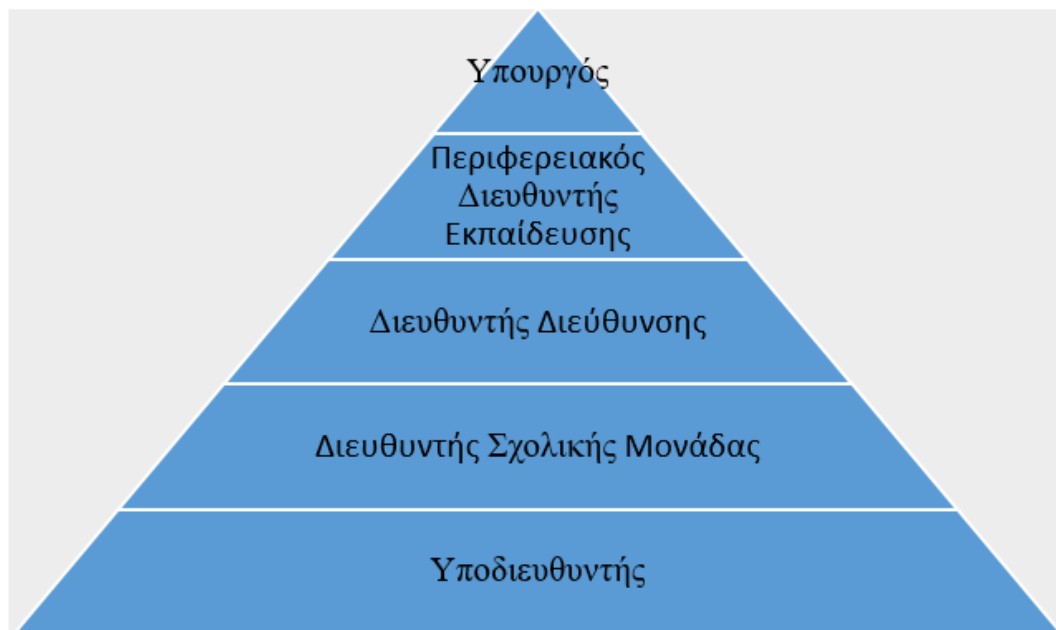 Υπουργός
Περιφερειακός
Διευθυντής
Εκπαίδευσης
Διευθυντής Διεύθυνσης
Διευθυντής Σχολικής Μονάδας
Υποδιευθυντής